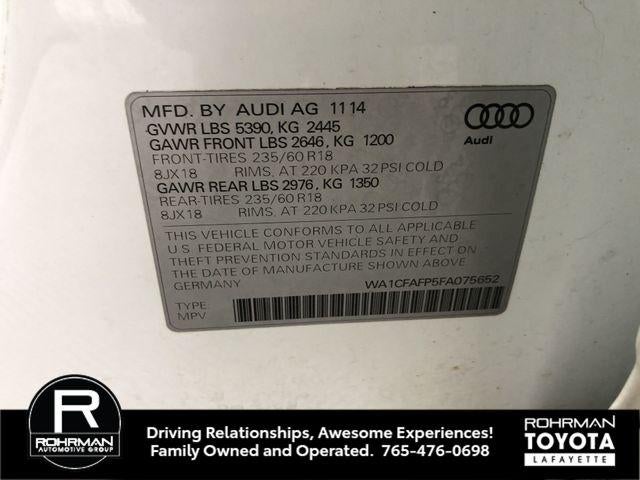 MFD. BY AUDI AG 11 14
GVWR LBS 5390, KG 2445
GAWR FRONT LBS 2646, KG 1200
FRONT-TIRES 235/60 R18
8JX18 RIMS, AT 220 KPA 32 PSI COLD
GAWR REAR LBS 2976, KG 1350
REAR-TIRES 235/60 R18
8JX18 RIMS, AT 220 KPA 32 PSI COLD
Audi
THIS VEHICLE CONFORMS TO ALL APPLICABLE
U.S. FEDERAL MOTOR VEHICLE SAFETY AND
THEFT PREVENTION STANDARDS IN EFFECT ON
THE DATE OF MANUFACTURE SHOWN ABOVE.
GERMANY WA1CFAFP5FA075652
TYPE:
MPV
R
ROHRMAN
AUTOMOTIVE GROUP
Driving Relationships, Awesome Experiences!
Family Owned and Operated. 765-476-0698
ROHRMAN
TOYOTA
LAFAYETTE